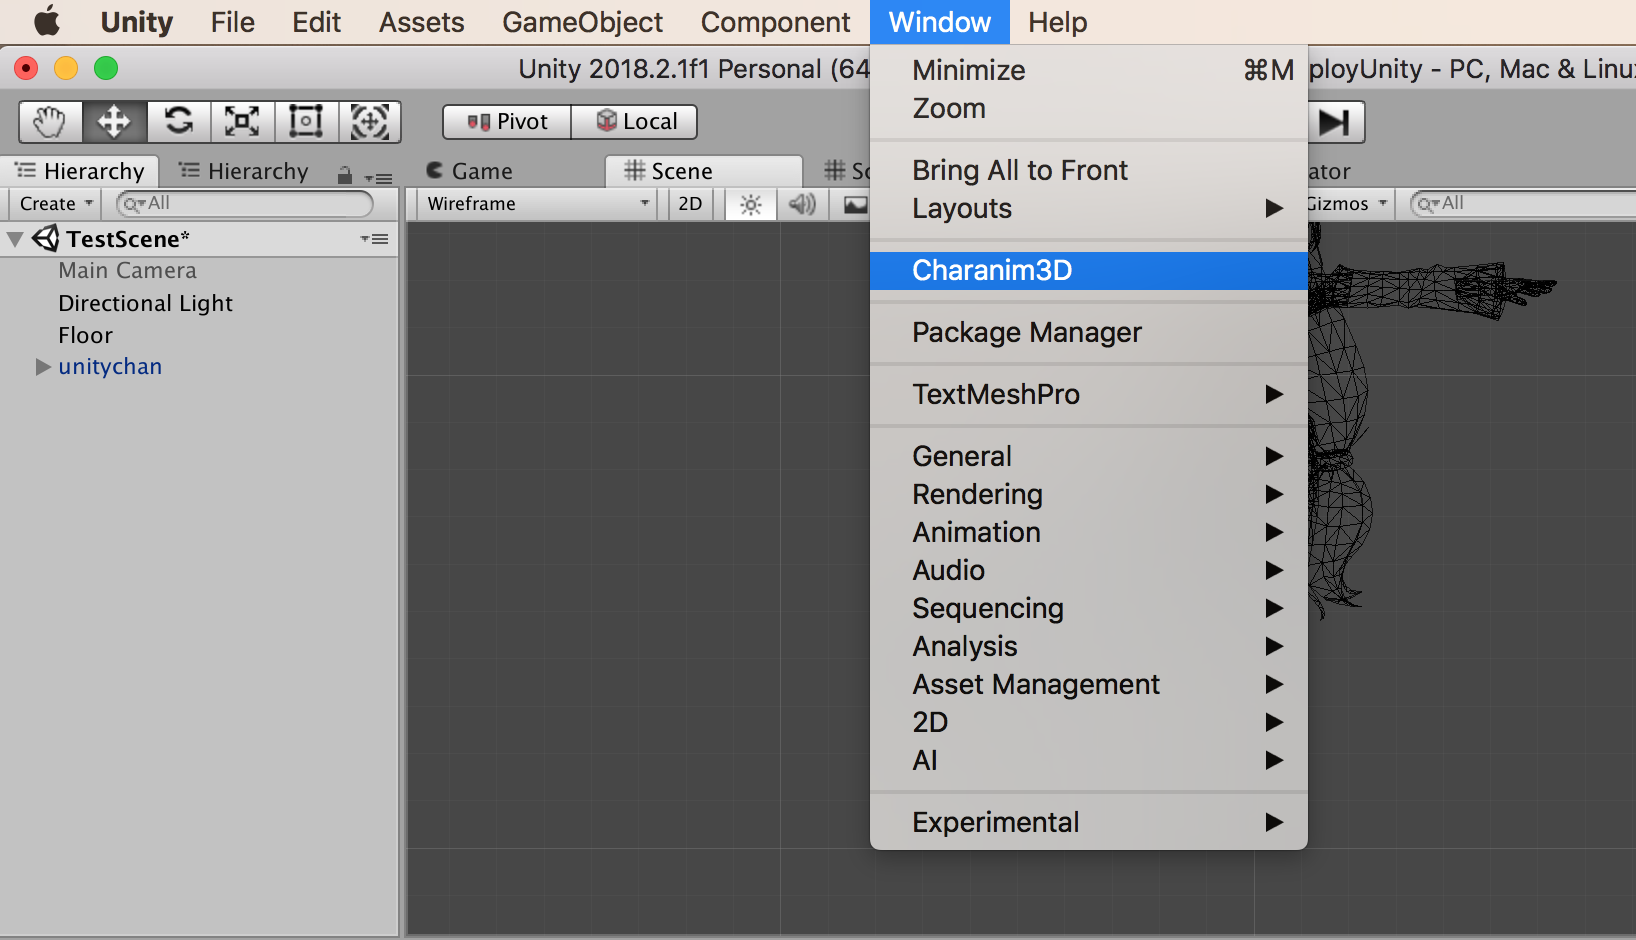 Unity File Edit Assets GameObject Component Window Help
Unity 2018.2.1f1 Personal (64
ployUnity - PC, Mac & Linu
Minimize ⌘M
Zoom
Bring All to Front
Layouts
Charanim3D
Package Manager
TextMeshPro
General
Rendering
Animation
Audio
Sequencing
Analysis
Asset Management
2D
AI
Experimental
Pivot Local
Hierarchy Hierarchy
Create All
TestScene*
Main Camera
Directional Light
Floor
unitychan
Game Scene Sc
ator
Wireframe 2D
Gizmos All